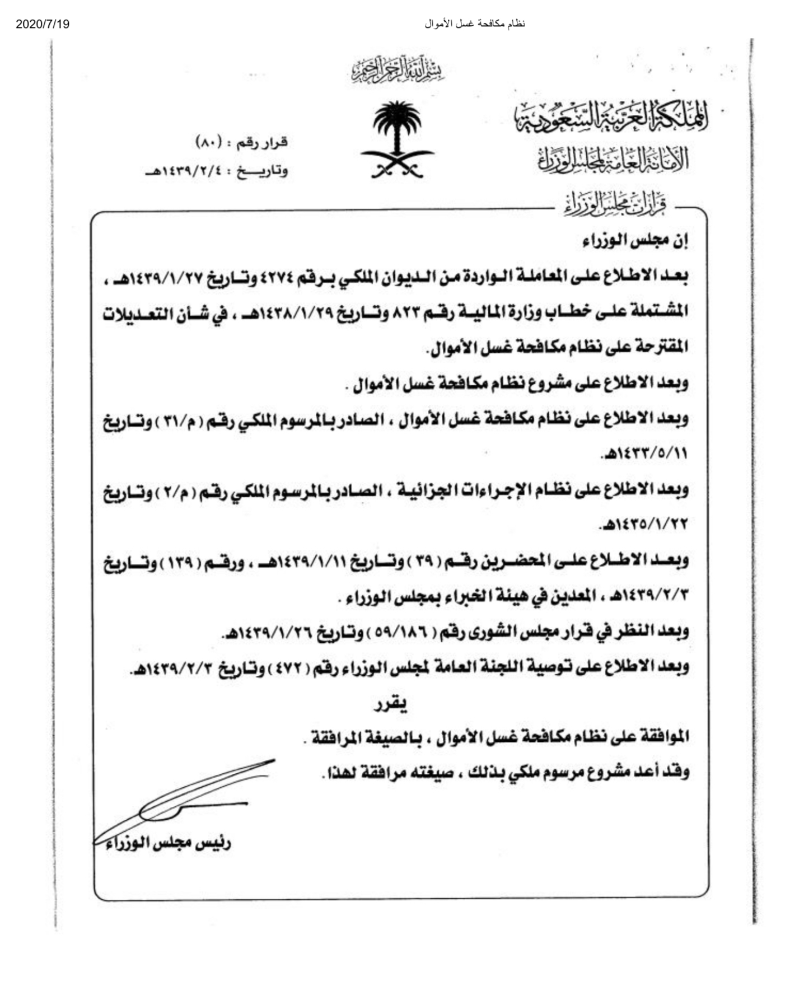 2020/7/19
نظام مكافحة غسل الأموال
بسم الله الرحمن الرحيم
المملكة العربية السعودية
الأمانة العامة لمجلس الوزراء
قرار رقم : (٨٠)
وتاريخ : ١٤٣٩/٢/٤هـ
قرارات مجلس الوزراء
إن مجلس الوزراء
بعد الاطلاع على المعاملة الواردة من الديوان الملكي برقم ٤٢٧٤ وتاريخ ١٤٣٩/١/٢٧هـ ،
المشتملة على خطاب وزارة المالية رقم ٨٢٣ وتاريخ ١٤٣٨/١/٢٩هـ ، في شأن التعديلات
المقترحة على نظام مكافحة غسل الأموال.
وبعد الاطلاع على مشروع نظام مكافحة غسل الأموال .
وبعد الاطلاع على نظام مكافحة غسل الأموال ، الصادر بالمرسوم الملكي رقم (م/٣١) وتاريخ
١٤٣٣/٥/١١هـ.
وبعد الاطلاع على نظام الإجراءات الجزائية ، الصادر بالمرسوم الملكي رقم (م/٢) وتاريخ
١٤٣٥/١/٢٢هـ.
وبعد الاطلاع على المحضرين رقم (٣٩) وتاريخ ١٤٣٩/١/١١هـ ، ورقم (١٣٩) وتاريخ
١٤٣٩/٢/٣هـ ، المعدين في هيئة الخبراء بمجلس الوزراء .
وبعد النظر في قرار مجلس الشورى رقم (٥٩/١٨٦) وتاريخ ١٤٣٩/١/٢٦هـ.
وبعد الاطلاع على توصية اللجنة العامة لمجلس الوزراء رقم (٤٧٢) وتاريخ ١٤٣٩/٢/٣هـ.
يقرر
الموافقة على نظام مكافحة غسل الأموال ، بالصيغة المرافقة .
وقد أعد مشروع مرسوم ملكي بذلك ، صيغته مرافقة لهذا.
رئيس مجلس الوزراء